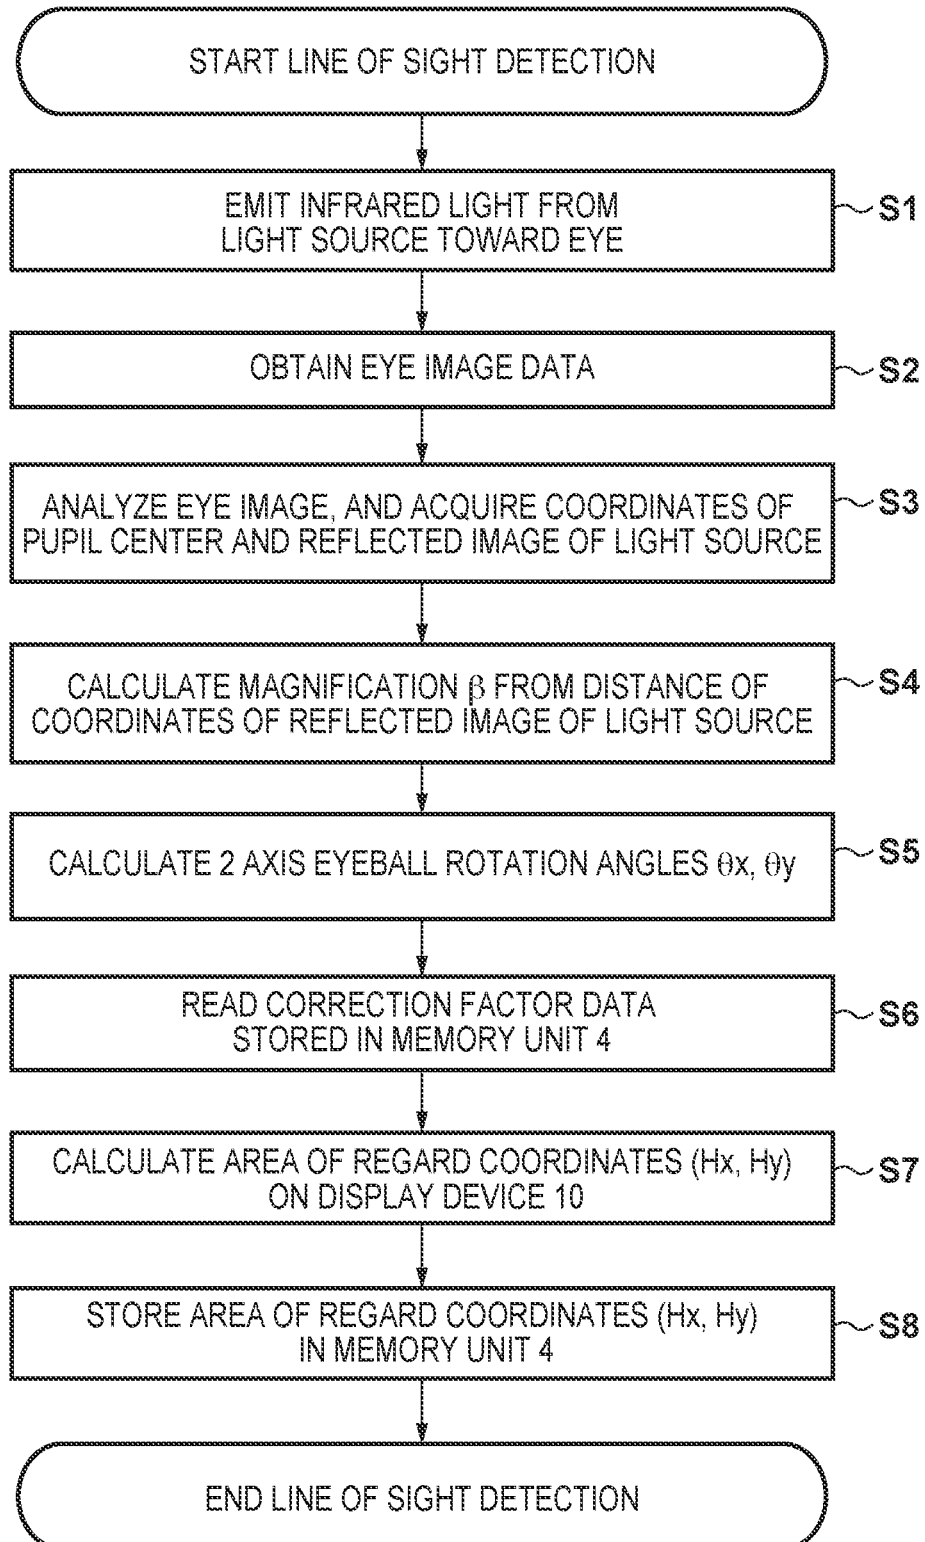 START LINE OF SIGHT DETECTION
EMIT INFRARED LIGHT FROM
LIGHT SOURCE TOWARD EYE
S1
OBTAIN EYE IMAGE DATA
S2
ANALYZE EYE IMAGE, AND ACQUIRE COORDINATES OF
PUPIL CENTER AND REFLECTED IMAGE OF LIGHT SOURCE
S3
CALCULATE MAGNIFICATION β FROM DISTANCE OF
COORDINATES OF REFLECTED IMAGE OF LIGHT SOURCE
S4
CALCULATE 2 AXIS EYEBALL ROTATION ANGLES θx, θy
S5
READ CORRECTION FACTOR DATA
STORED IN MEMORY UNIT 4
S6
CALCULATE AREA OF REGARD COORDINATES (Hx, Hy)
ON DISPLAY DEVICE 10
S7
STORE AREA OF REGARD COORDINATES (Hx, Hy)
IN MEMORY UNIT 4
S8
END LINE OF SIGHT DETECTION